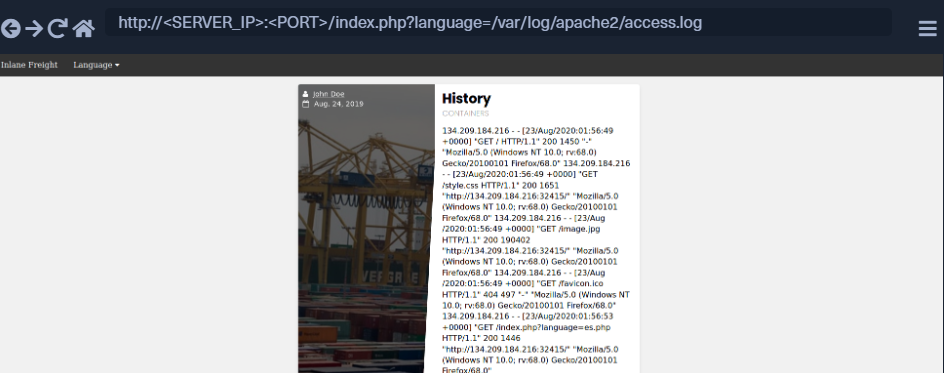 http://<SERVER_IP>:<PORT>/index.php?language=/var/log/apache2/access.log
Inlane Freight Language
John Doe
Aug. 24, 2019
History
CONTAINERS
134.209.184.216 - - [23/Aug/2020:01:56:49
+0000] "GET / HTTP/1.1" 200 1450 "-"
"Mozilla/5.0 (Windows NT 10.0; rv:68.0)
Gecko/20100101 Firefox/68.0" 134.209.184.216
- - [23/Aug/2020:01:56:49 +0000] "GET
/style.css HTTP/1.1" 200 1651
"http://134.209.184.216:32415/" "Mozilla/5.0
(Windows NT 10.0; rv:68.0) Gecko/20100101
Firefox/68.0" 134.209.184.216 - - [23/Aug
/2020:01:56:49 +0000] "GET /image.jpg
HTTP/1.1" 200 190402
"http://134.209.184.216:32415/" "Mozilla/5.0
(Windows NT 10.0; rv:68.0) Gecko/20100101
Firefox/68.0" 134.209.184.216 - - [23/Aug
/2020:01:56:49 +0000] "GET /favicon.ico
HTTP/1.1" 404 497 "-" "Mozilla/5.0 (Windows NT
10.0; rv:68.0) Gecko/20100101 Firefox/68.0"
134.209.184.216 - - [23/Aug/2020:01:56:53
+0000] "GET /index.php?language=es.php
HTTP/1.1" 200 1446
"http://134.209.184.216:32415/" "Mozilla/5.0
(Windows NT 10.0; rv:68.0) Gecko/20100101
Firefox/68.0"